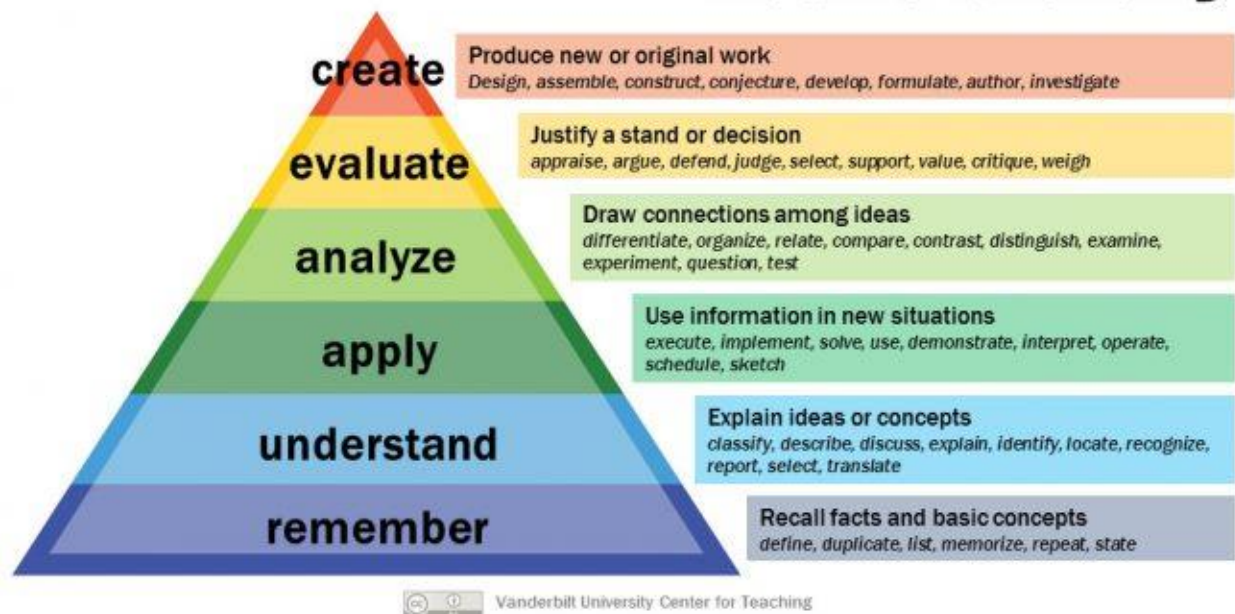 create
Produce new or original work
Design, assemble, construct, conjecture, develop, formulate, author, investigate
evaluate
Justify a stand or decision
appraise, argue, defend, judge, select, support, value, critique, weigh
analyze
Draw connections among ideas
differentiate, organize, relate, compare, contrast, distinguish, examine,
experiment, question, test
apply
Use information in new situations
execute, implement, solve, use, demonstrate, interpret, operate,
schedule, sketch
understand
Explain ideas or concepts
classify, describe, discuss, explain, identify, locate, recognize,
report, select, translate
remember
Recall facts and basic concepts
define, duplicate, list, memorize, repeat, state
cc
Vanderbilt University Center for Teaching